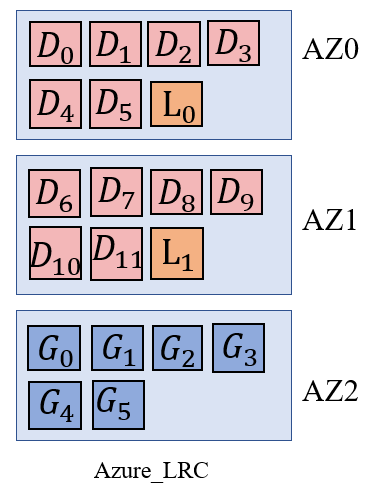 D₀ D₁ D₂ D₃ AZ0
D₄ D₅ L₀
D₆ D₇ D₈ D₉ AZ1
D₁₀ D₁₁ L₁
G₀ G₁ G₂ G₃ AZ2
G₄ G₅
Azure_LRC